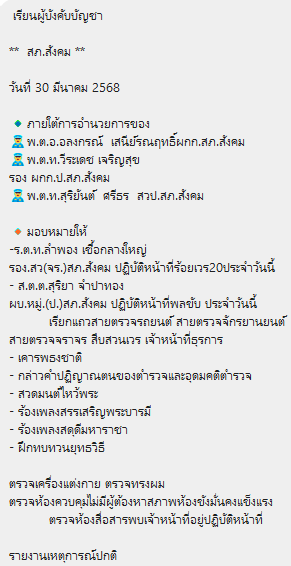 เรียนผู้บังคับบัญชา
** สภ.สังคม **
วันที่ 30 มีนาคม 2568
🔹ภายใต้การอำนวยการของ
👮พ.ต.อ.อลงกรณ์ เสนีย์รณฤทธิ์ผกก.สภ.สังคม
👮พ.ต.ท.วีระเดช เจริญสุข
รอง ผกก.ป.สภ.สังคม
👮พ.ต.ท.สุริยันต์ ศรีธร สวป.สภ.สังคม
🔸มอบหมายให้
-ร.ต.ท.ลำพอง เชื้อกลางใหญ่
รอง.สว(จร.)สภ.สังคม ปฏิบัติหน้าที่ร้อยเวร20ประจำวันนี้
- ส.ต.ต.สุริยา จำปาทอง
ผบ.หมู่.(ป.)สภ.สังคม ปฏิบัติหน้าที่พลขับ ประจำวันนี้
เรียกแถวสายตรวจรถยนต์ สายตรวจจักรยานยนต์
สายตรวจจราจร สิบสวนเวร เจ้าหน้าที่ธุรการ
- เคารพธงชาติ
- กล่าวคำปฏิญาณตนของตำรวจและอุดมคติตำรวจ
- สวดมนต์ไหว้พระ
- ร้องเพลงสรรเสริญพระบารมี
- ร้องเพลงสดุดีมหาราชา
- ฝึกทบทวนยุทธวิธี
ตรวจเครื่องแต่งกาย ตรวจทรงผม
ตรวจห้องควบคุมไม่มีผู้ต้องหาสภาพห้องขังมั่นคงแข็งแรง
ตรวจห้องสื่อสารพบเจ้าหน้าที่อยู่ปฏิบัติหน้าที่
รายงานเหตุการณ์ปกติ